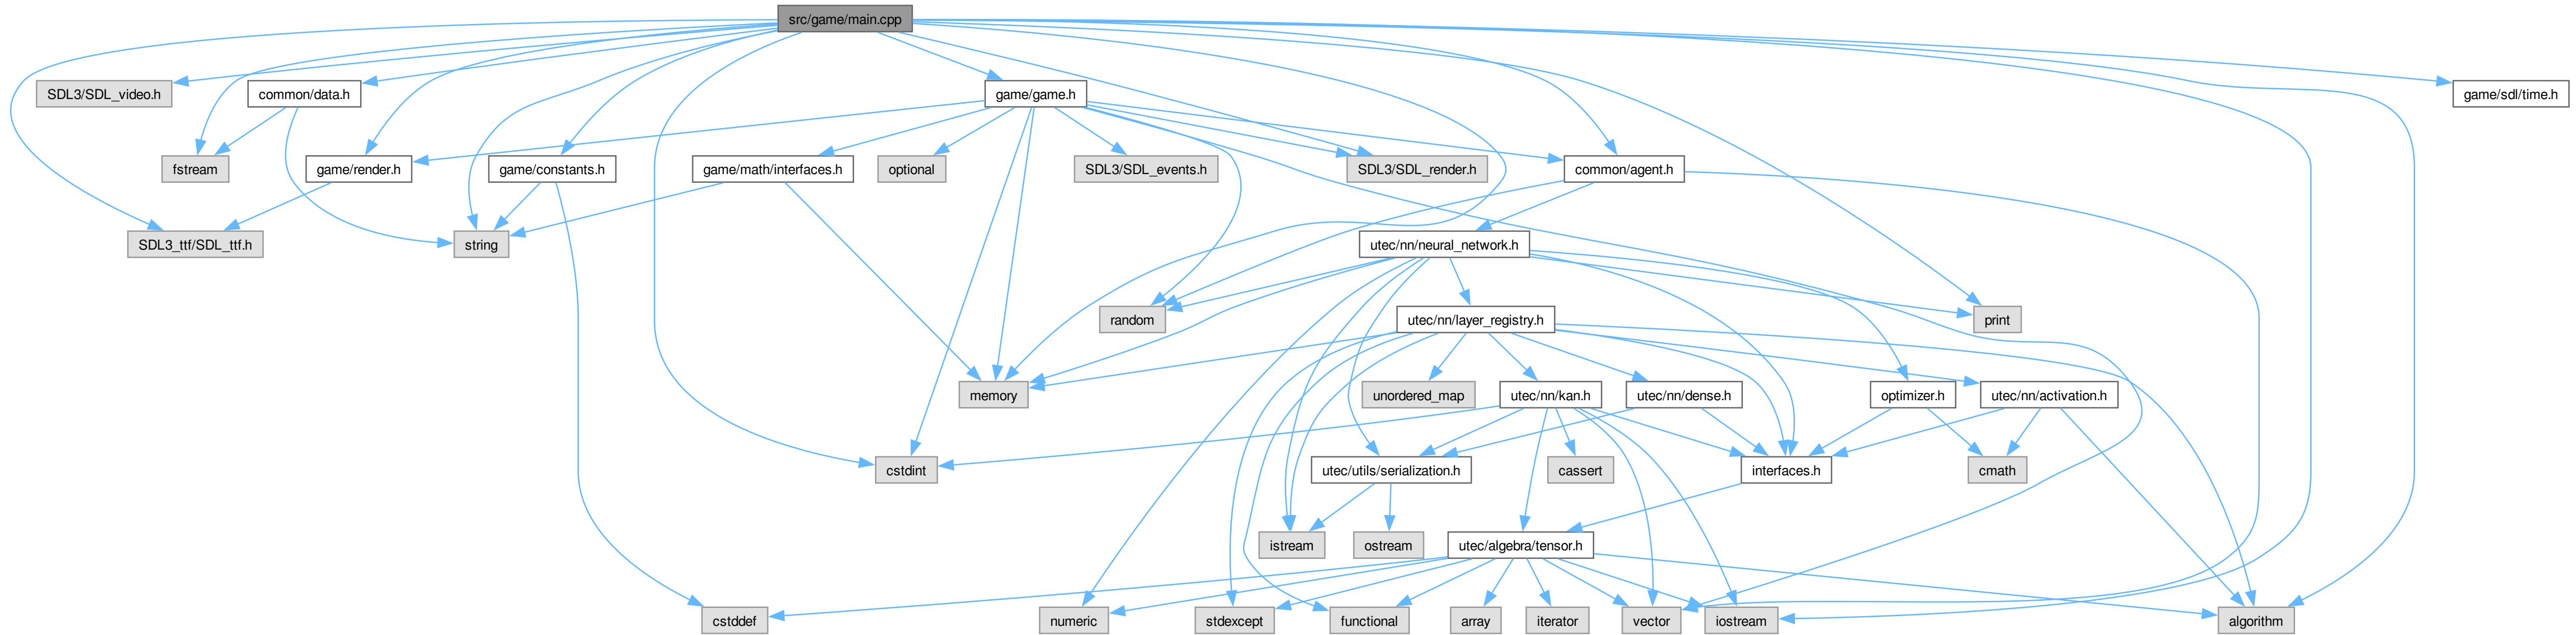 src/game/main.cpp
SDL3/SDL_video.h
common/data.h
game/game.h
game/sdl/time.h
fstream
game/render.h
game/constants.h
game/math/interfaces.h
optional
SDL3/SDL_events.h
SDL3/SDL_render.h
common/agent.h
SDL3_ttf/SDL_ttf.h
string
utec/nn/neural_network.h
random
utec/nn/layer_registry.h
print
memory
unordered_map
utec/nn/kan.h
utec/nn/dense.h
optimizer.h
utec/nn/activation.h
cstdint
utec/utils/serialization.h
cassert
interfaces.h
cmath
istream
ostream
utec/algebra/tensor.h
cstddef
numeric
stdexcept
functional
array
iterator
vector
iostream
algorithm